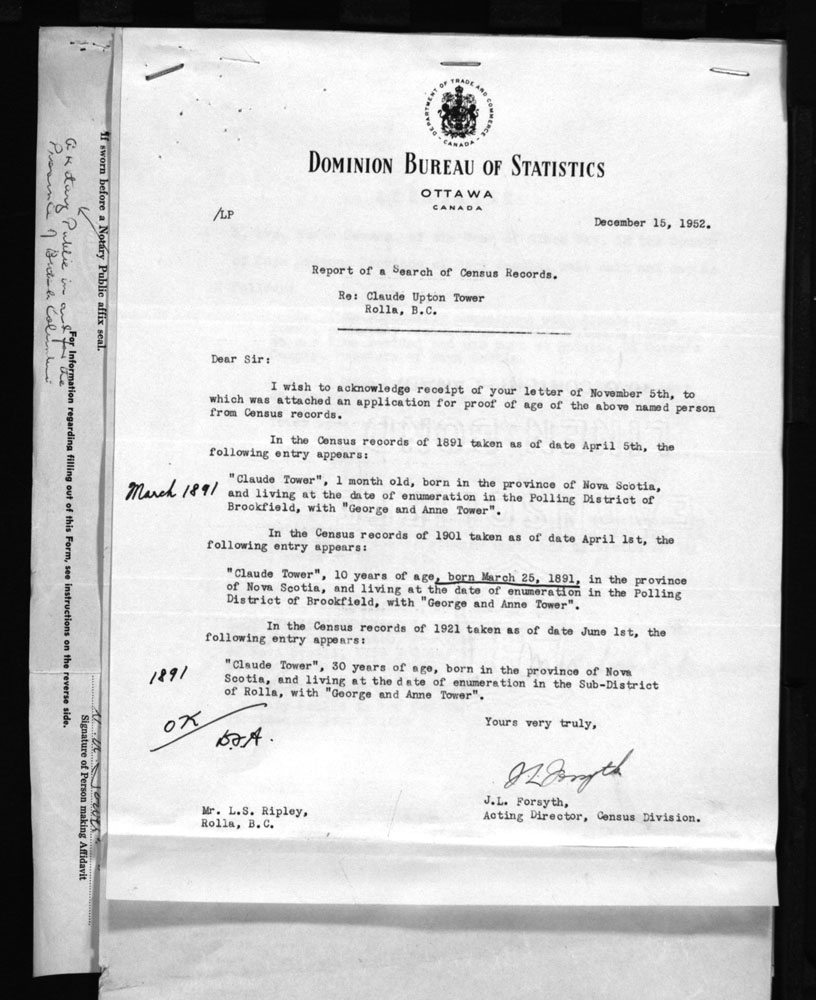 DEPARTMENT OF TRADE AND COMMERCE
CANADA
DOMINION BUREAU OF STATISTICS
OTTAWA
CANADA
/LP
December 15, 1952.
Report of a Search of Census Records.
Re: Claude Upton Tower
Rolla, B.C.
Dear Sir:
I wish to acknowledge receipt of your letter of November 5th, to
which was attached an application for proof of age of the above named person
from Census records.
In the Census records of 1891 taken as of date April 5th, the
following entry appears:
"Claude Tower", 1 month old, born in the province of Nova Scotia,
March 1891 and living at the date of enumeration in the Polling District of
Brookfield, with "George and Anne Tower".
In the Census records of 1901 taken as of date April 1st, the
following entry appears:
"Claude Tower", 10 years of age, born March 25, 1891, in the province
of Nova Scotia, and living at the date of enumeration in the Polling
District of Brookfield, with "George and Anne Tower".
In the Census records of 1921 taken as of date June 1st, the
following entry appears:
1891 "Claude Tower", 30 years of age, born in the province of Nova
Scotia, and living at the date of enumeration in the Sub-District
of Rolla, with "George and Anne Tower".
OK
Yours very truly,
J.L. Forsyth
J.L. Forsyth,
Acting Director, Census Division.
Mr. L.S. Ripley,
Rolla, B.C.
If sworn before a Notary Public affix seal.
A Notary Public in and for the
Province of British Columbia
For Information regarding filling out of this Form, see instructions on the reverse side.
Signature of Person making Affidavit